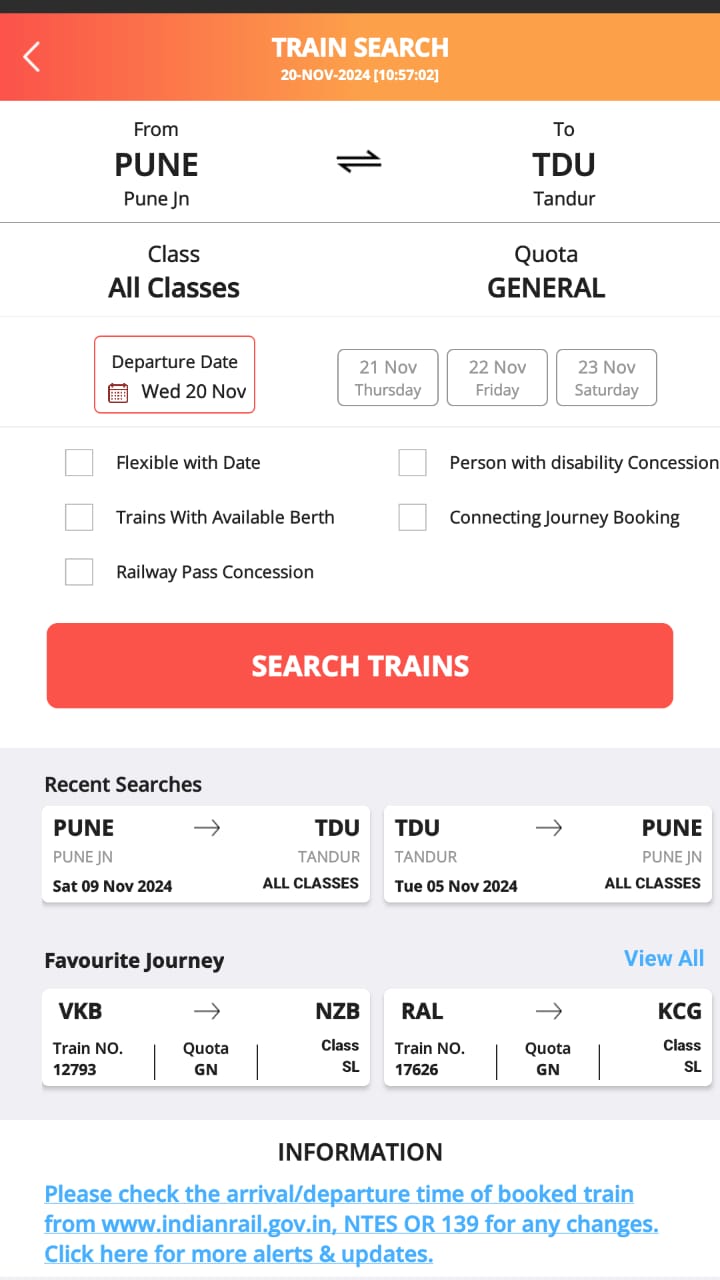 TRAIN SEARCH
20-NOV-2024 [10:57:02]
From To
PUNE TDU
Pune Jn Tandur
Class Quota
All Classes GENERAL
Departure Date
Wed 20 Nov
21 Nov
Thursday
22 Nov
Friday
23 Nov
Saturday
Flexible with Date
Person with disability Concession
Trains With Available Berth
Connecting Journey Booking
Railway Pass Concession
SEARCH TRAINS
Recent Searches
PUNE TDU
PUNE JN TANDUR
Sat 09 Nov 2024 ALL CLASSES
TDU PUNE
TANDUR PUNE JN
Tue 05 Nov 2024 ALL CLASSES
Favourite Journey View All
VKB NZB
Train NO. Quota Class
12793 GN SL
RAL KCG
Train NO. Quota Class
17626 GN SL
INFORMATION
Please check the arrival/departure time of booked train
from www.indianrail.gov.in, NTES OR 139 for any changes.
Click here for more alerts & updates.